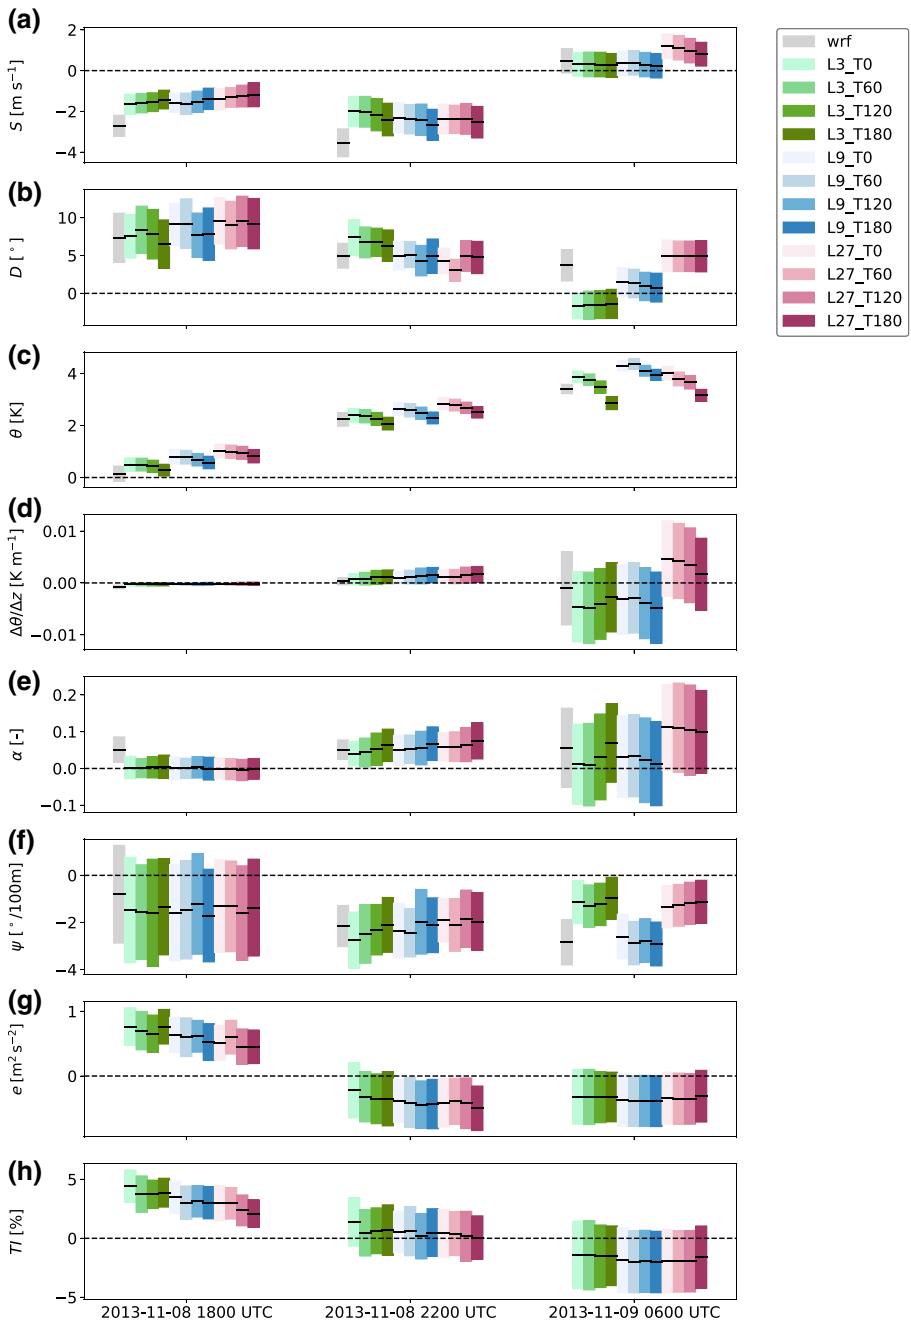 (a)
S [m s⁻¹]
2
0
−2
−4
wrf
L3_T0
L3_T60
L3_T120
L3_T180
L9_T0
L9_T60
L9_T120
L9_T180
L27_T0
L27_T60
L27_T120
L27_T180
(b)
D [°]
10
5
0
(c)
θ [K]
4
2
0
(d)
Δθ/Δz [K m⁻¹]
0.01
0.00
−0.01
(e)
α [-]
0.2
0.1
0.0
−0.1
(f)
ψ [°/100m]
0
−2
−4
(g)
e [m² s⁻²]
1
0
(h)
TI [%]
5
0
−5
2013-11-08 1800 UTC 2013-11-08 2200 UTC 2013-11-09 0600 UTC